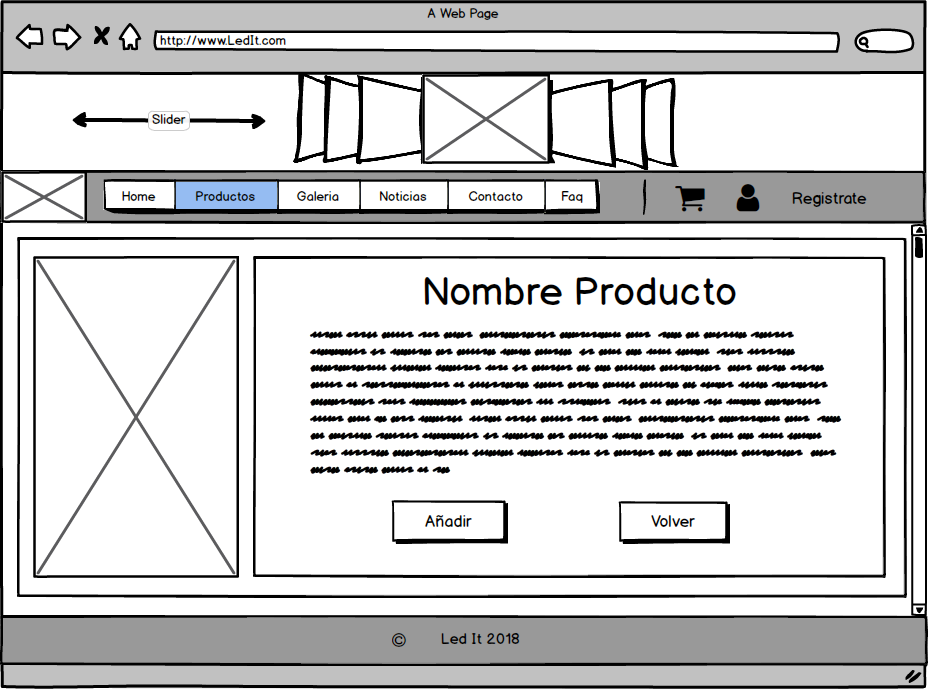 A Web Page
http://www.LedIt.com
Slider
Home Productos Galeria Noticias Contacto Faq Registrate
Nombre Producto
Añadir Volver
© Led It 2018